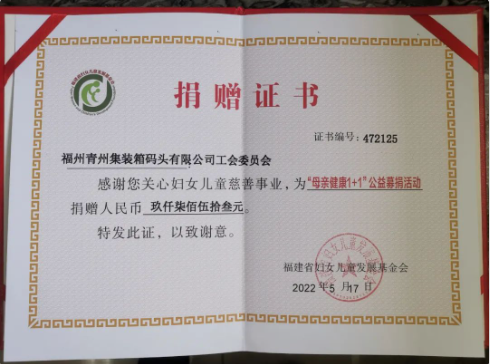 捐赠证书
证书编号：472125
福州青州集装箱码头有限公司工会委员会
感谢您关心妇女儿童慈善事业，为“母亲健康1+1”公益募捐活动
捐赠人民币 玖仟柒佰伍拾叁元。
特发此证，以致谢意。
福建省妇女儿童发展基金会
2022 年5 月17日